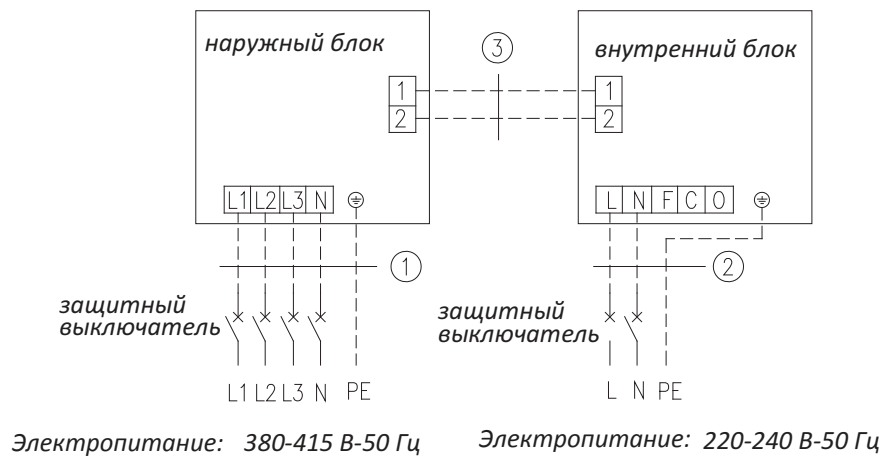 наружный блок
③
внутренний блок
1
1
2
2
L1 L2 L3 N
L N F C O
①
②
защитный
выключатель
защитный
выключатель
L1 L2 L3 N PE
L N PE
Электропитание: 380-415 В-50 Гц
Электропитание: 220-240 В-50 Гц